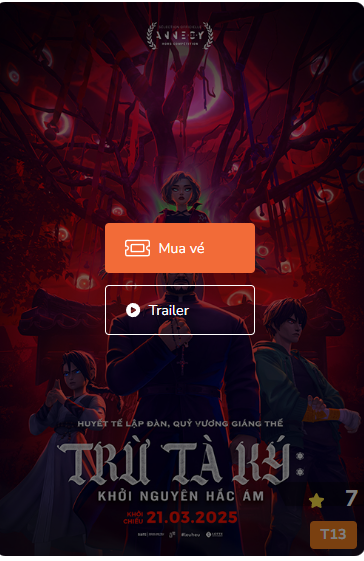 ANNECY
Mua vé
Trailer
HUYẾT TẾ LẬP ĐÀN, QUỶ VƯƠNG GIÁNG THẾ
TRỪ TÀ KÝ:
KHỞI NGUYÊN HẮC ÁM
KHỞI CHIẾU 21.03.2025
7
T13